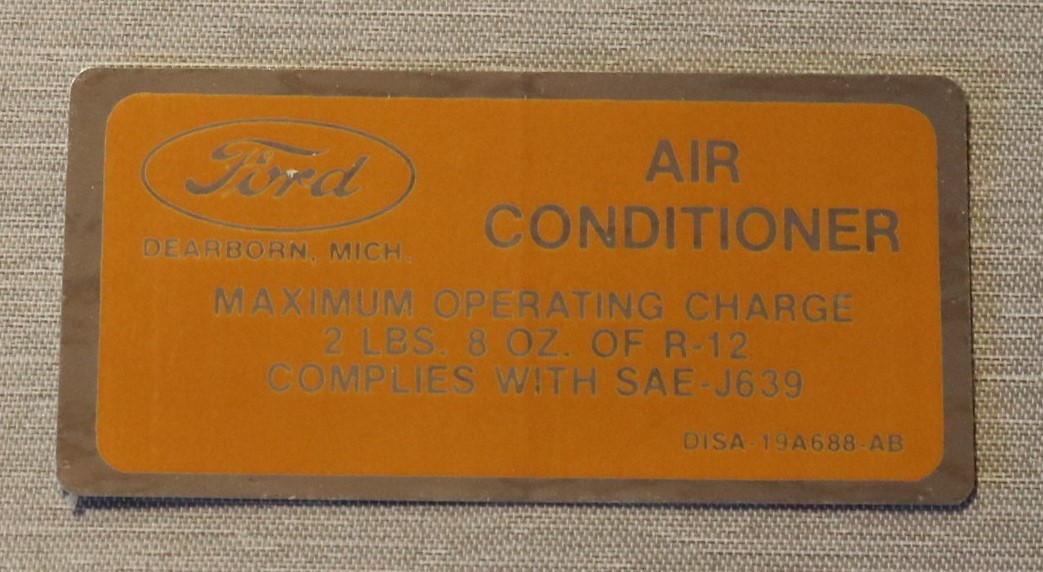 Ford
DEARBORN, MICH.
AIR
CONDITIONER
MAXIMUM OPERATING CHARGE
2 LBS. 8 OZ. OF R-12
COMPLIES WITH SAE-J639
DISA-19A688-AB